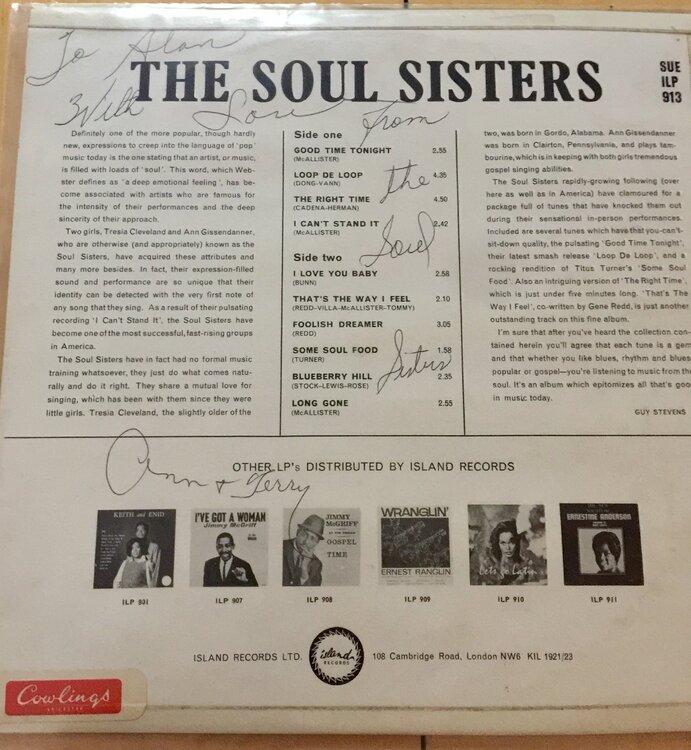 To Alan
THE SOUL SISTERS
SUE
ILP
913
With Love from
the
Soul
Sisters
Ann + Terry
Definitely one of the more popular, though hardly
new, expressions to creep into the language of 'pop'
music today is the one stating that an artist, or music,
is filled with loads of 'soul'. This word, which Web-
ster defines as 'a deep emotional feeling', has be-
come associated with artists who are famous for
the intensity of their performances and the deep
sincerity of their approach.
Two girls, Tresia Cleveland and Ann Gissendanner,
who are otherwise (and appropriately) known as the
Soul Sisters, have acquired these attributes and
many more besides. In fact, their expression-filled
sound and performance are so unique that their
identity can be detected with the very first note of
any song that they sing. As a result of their pulsating
recording 'I Can't Stand It', the Soul Sisters have
become one of the most successful, fast-rising groups
in America.
The Soul Sisters have in fact had no formal music
training whatsoever, they just do what comes natu-
rally and do it right. They share a mutual love for
singing, which has been with them since they were
little girls. Tresia Cleveland, the slightly older of the
Side one
GOOD TIME TONIGHT 2.55
(McALLISTER)
LOOP DE LOOP 4.35
(DONG-VANN)
THE RIGHT TIME 4.50
(CADENA-HERMAN)
I CAN'T STAND IT 2.42
(McALLISTER)
Side two
I LOVE YOU BABY 2.58
(BUNN)
THAT'S THE WAY I FEEL 2.10
(REDD-VILLA-McALLISTER-TOMMY)
FOOLISH DREAMER 3.05
(REDD)
SOME SOUL FOOD 1.58
(TURNER)
BLUEBERRY HILL 2.35
(STOCK-LEWIS-ROSE)
LONG GONE 2.55
(McALLISTER)
two, was born in Gordo, Alabama. Ann Gissendanner
was born in Clairton, Pennsylvania, and plays tam-
bourine, which is in keeping with both girls tremendous
gospel singing abilities.
The Soul Sisters rapidly-growing following (over
here as well as in America) have clamoured for a
package full of tunes that have knocked them out
during their sensational in-person performances.
Included are several tunes which have that you-can't-
sit-down quality, the pulsating 'Good Time Tonight',
their latest smash release 'Loop De Loop', and a
rocking rendition of Titus Turner's 'Some Soul
Food'. Also an intriguing version of 'The Right Time',
which is just under five minutes long. 'That's The
Way I Feel', co-written by Gene Redd, is just another
outstanding track on this fine album.
I'm sure that after you've heard the collection con-
tained herein you'll agree that each tune is a gem
and that whether you like blues, rhythm and blues
popular or gospel—you're listening to music from the
soul. It's an album which epitomizes all that's good
in music today.
GUY STEVENS
OTHER LP's DISTRIBUTED BY ISLAND RECORDS
KEITH and ENID
I'VE GOT A WOMAN
Jimmy McGriff
JIMMY
McGRIFF
GOSPEL
TIME
WRANGLIN'
ERNEST RANGLIN
Lets go Latin
ERNESTINE ANDERSON
ILP 901
ILP 907
ILP 908
ILP 909
ILP 910
ILP 911
ISLAND RECORDS LTD.
island
RECORDS
108 Cambridge Road, London NW6 KIL 1921/23
Cowlings